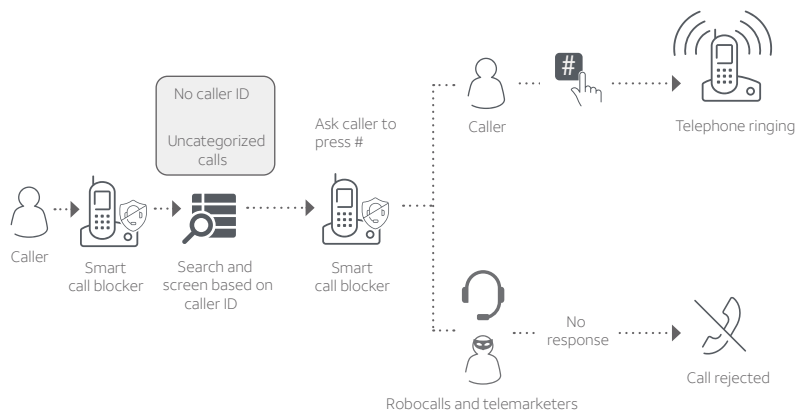 No caller ID
Uncategorized
calls
Ask caller to
press #
Caller
Smart
call blocker
Search and
screen based on
caller ID
Smart
call blocker
#
Caller
Telephone ringing
No
response
Robocalls and telemarketers
Call rejected